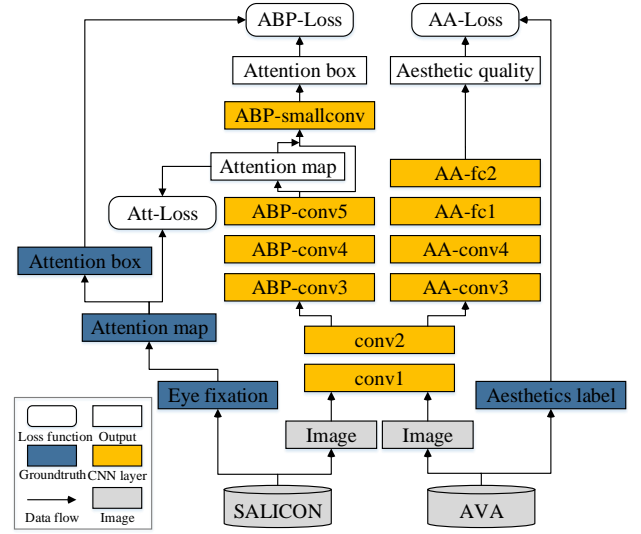 ABP-Loss
AA-Loss
Attention box
Aesthetic quality
ABP-smallconv
Attention map
AA-fc2
Att-Loss
ABP-conv5
AA-fc1
Attention box
ABP-conv4
AA-conv4
ABP-conv3
AA-conv3
Attention map
conv2
conv1
Eye fixation
Aesthetics label
Image
Image
Loss function
Output
Groundtruth
CNN layer
Data flow
Image
SALICON
AVA